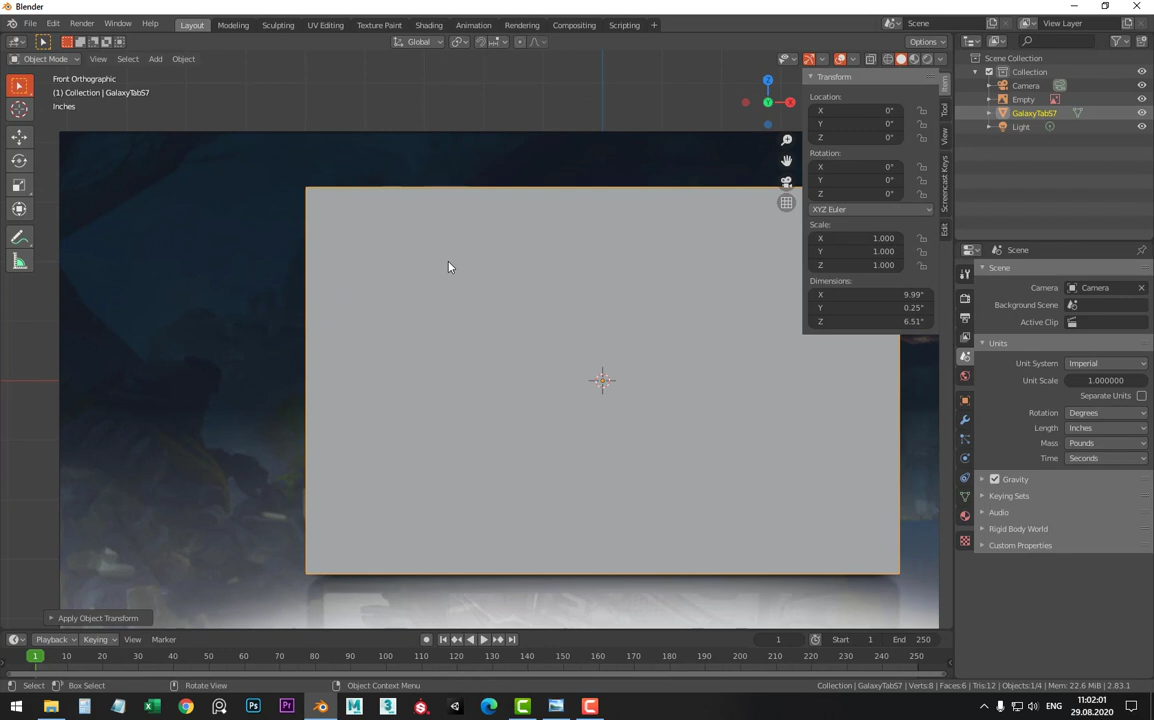 Blender
File Edit Render Window Help Layout Modeling Sculpting UV Editing Texture Paint Shading Animation Rendering Compositing Scripting + Scene View Layer
Global Options
Object Mode View Select Add Object
Front Orthographic
(1) Collection | GalaxyTabS7
Inches
Z
Y
X
Transform
Location:
X 0"
Y 0"
Z 0"
Rotation:
X 0°
Y 0°
Z 0°
XYZ Euler
Scale:
X 1.000
Y 1.000
Z 1.000
Dimensions:
X 9.99"
Y 0.25"
Z 6.51"
Item
Tool
View
Screencast Keys
Edit
Scene Collection
Collection
Camera
Empty
GalaxyTabS7
Light
Scene
Scene
Camera Camera
Background Scene
Active Clip
Units
Unit System Imperial
Unit Scale 1.000000
Separate Units
Rotation Degrees
Length Inches
Mass Pounds
Time Seconds
Gravity
Keying Sets
Audio
Rigid Body World
Custom Properties
Apply Object Transform
Playback Keying View Marker 1 Start 1 End 250
1 10 20 30 40 50 60 70 80 90 100 110 120 130 140 150 160 170 180 190 200 210 220 230 240 250
Select Box Select Rotate View Object Context Menu Collection | GalaxyTabS7 | Verts:8 | Faces:6 | Tris:12 | Objects:1/4 | Mem: 22.6 MiB | 2.83.1
ENG 11:02:01
29.08.2020